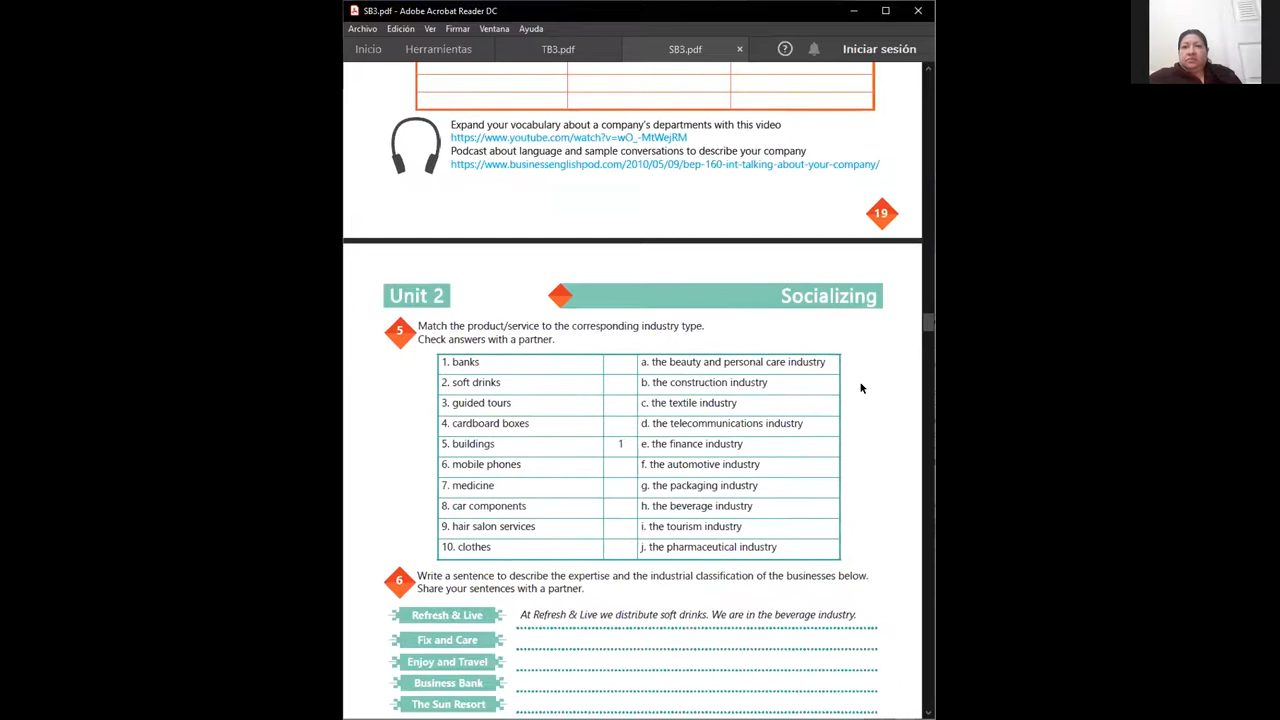 SB3.pdf - Adobe Acrobat Reader DC
Archivo Edición Ver Firmar Ventana Ayuda
Inicio Herramientas TB3.pdf SB3.pdf × ? Iniciar sesión
Expand your vocabulary about a company's departments with this video
https://www.youtube.com/watch?v=wO_-MtWejRM
Podcast about language and sample conversations to describe your company
https://www.businessenglishpod.com/2010/05/09/bep-160-int-talking-about-your-company/
19
Unit 2 Socializing
5 Match the product/service to the corresponding industry type.
Check answers with a partner.
1. banks a. the beauty and personal care industry
2. soft drinks b. the construction industry
3. guided tours c. the textile industry
4. cardboard boxes d. the telecommunications industry
5. buildings 1 e. the finance industry
6. mobile phones f. the automotive industry
7. medicine g. the packaging industry
8. car components h. the beverage industry
9. hair salon services i. the tourism industry
10. clothes j. the pharmaceutical industry
6 Write a sentence to describe the expertise and the industrial classification of the businesses below.
Share your sentences with a partner.
Refresh & Live At Refresh & Live we distribute soft drinks. We are in the beverage industry.
Fix and Care
Enjoy and Travel
Business Bank
The Sun Resort